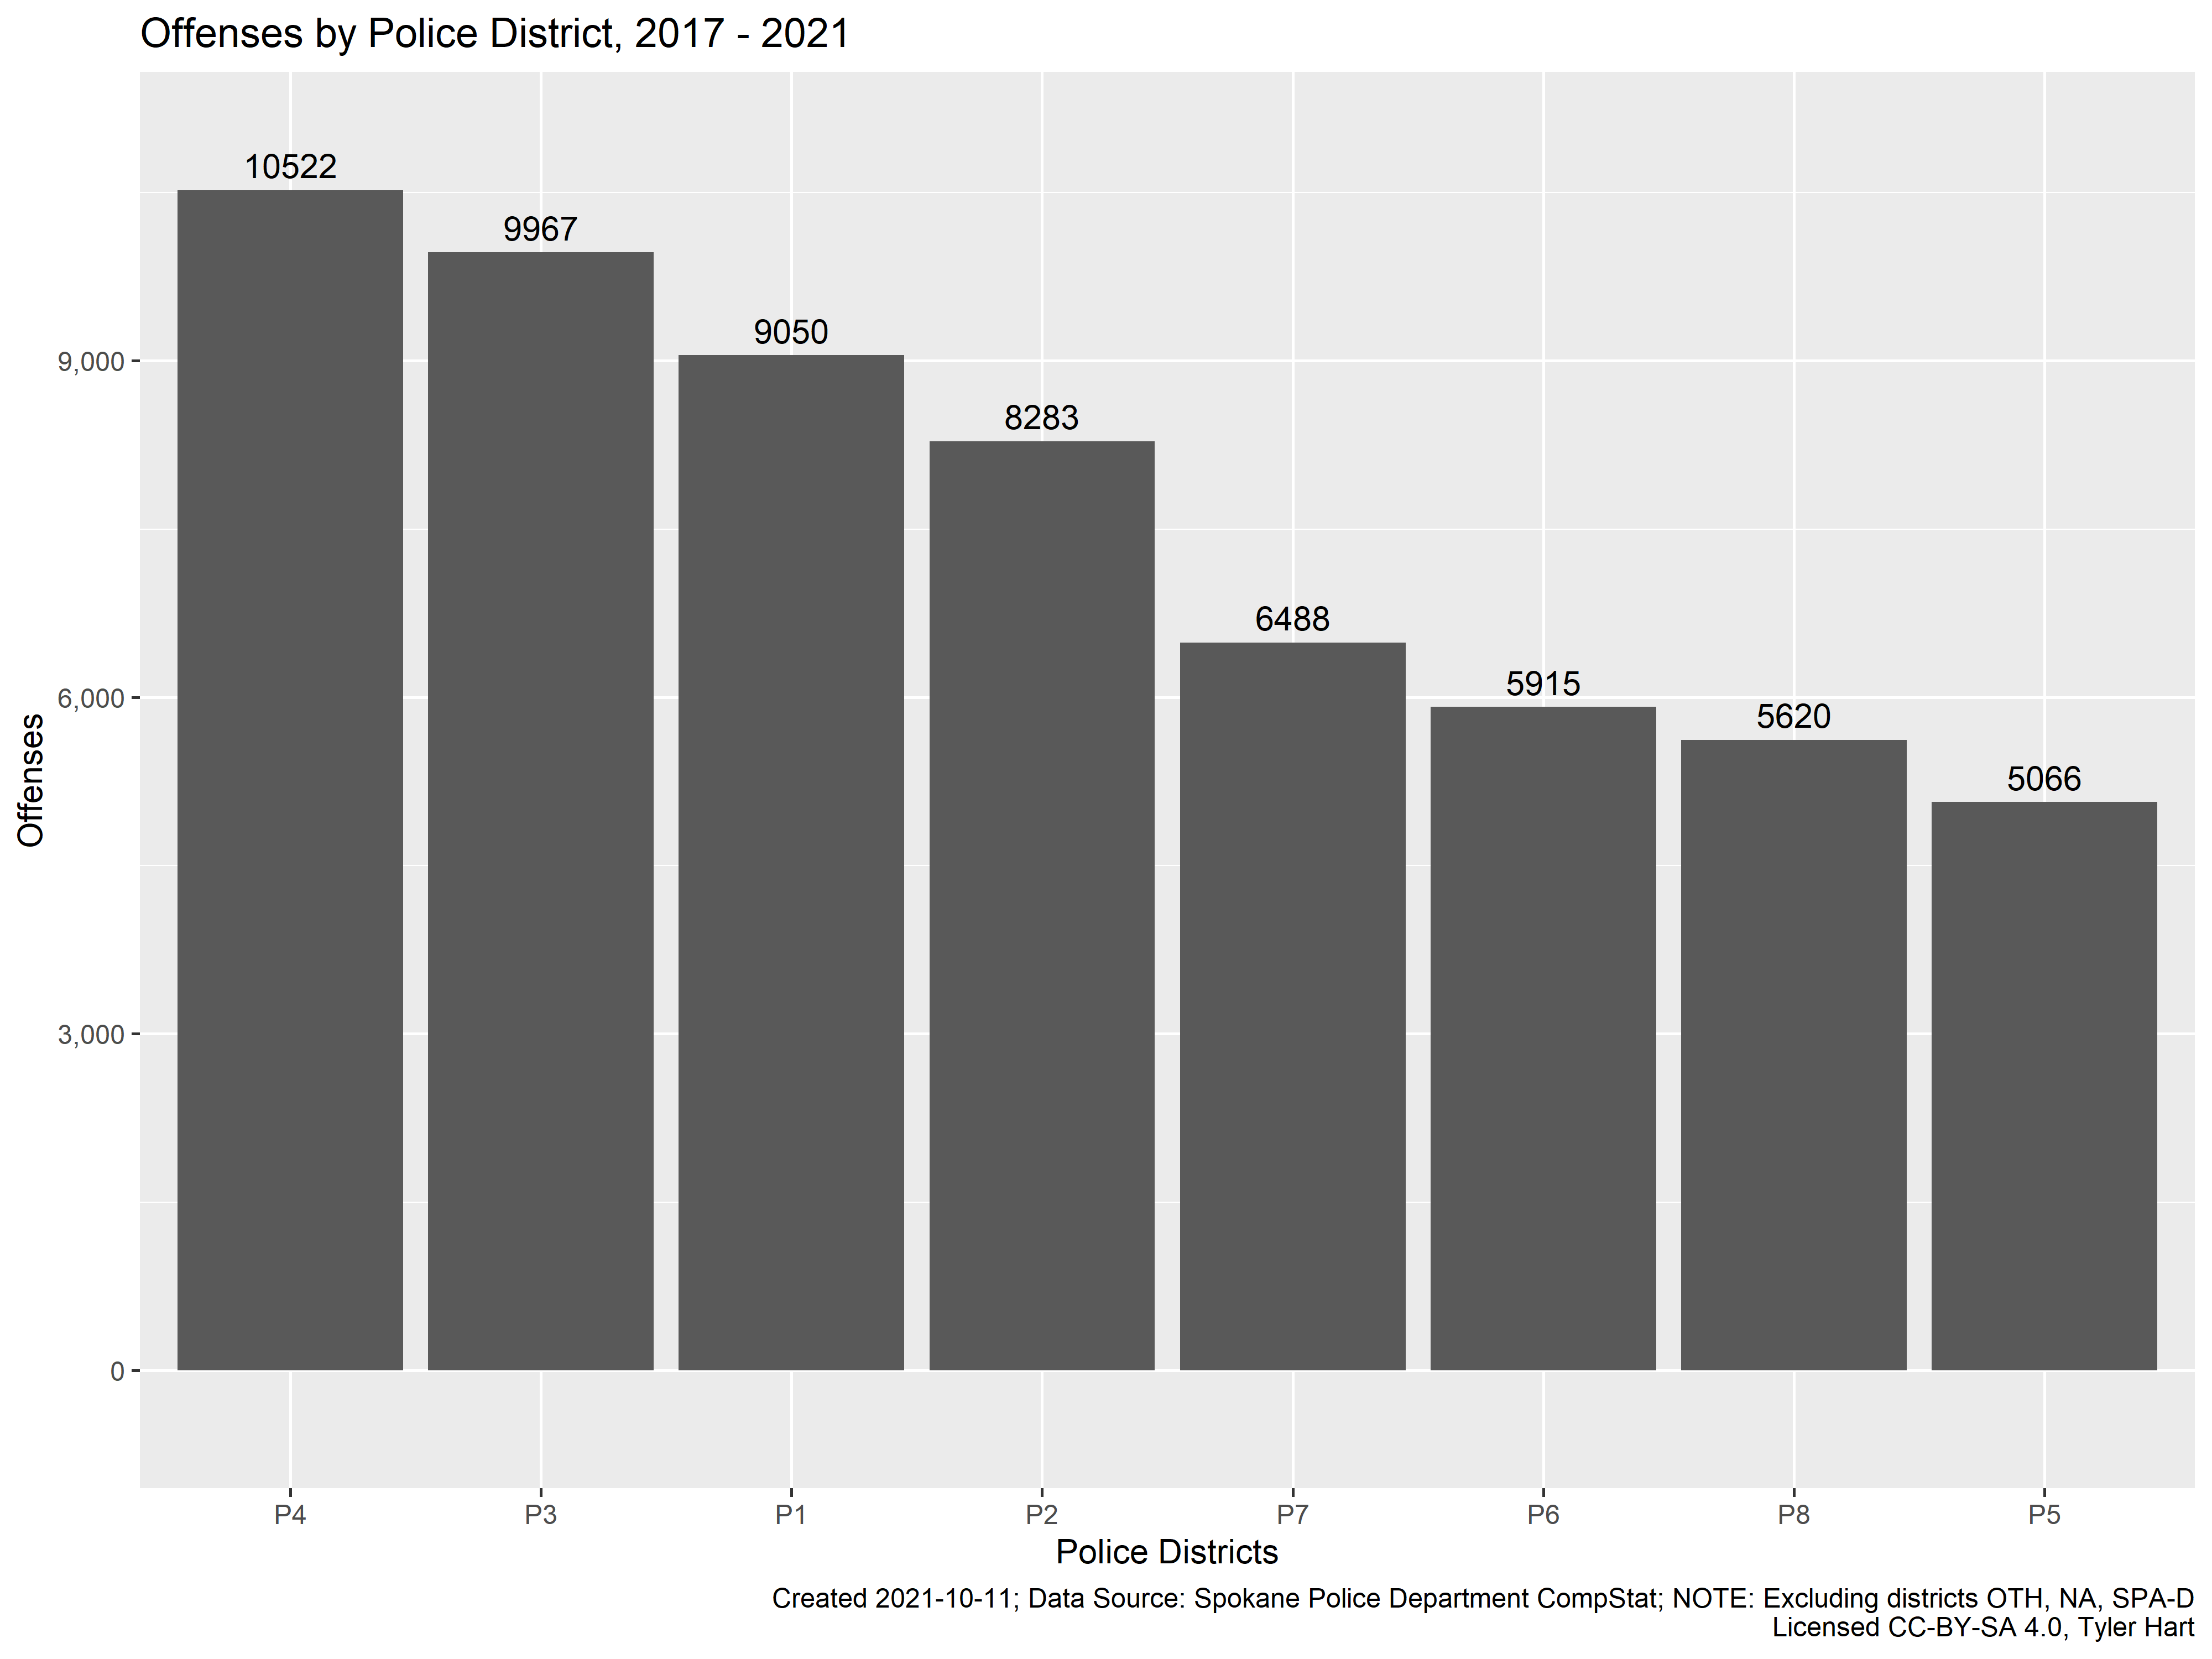 Offenses by Police District, 2017 - 2021
10522
9967
9050
8283
6488
5915
5620
5066
9,000
6,000
3,000
0
Offenses
P4 P3 P1 P2 P7 P6 P8 P5
Police Districts
Created 2021-10-11; Data Source: Spokane Police Department CompStat; NOTE: Excluding districts OTH, NA, SPA-D
Licensed CC-BY-SA 4.0, Tyler Hart